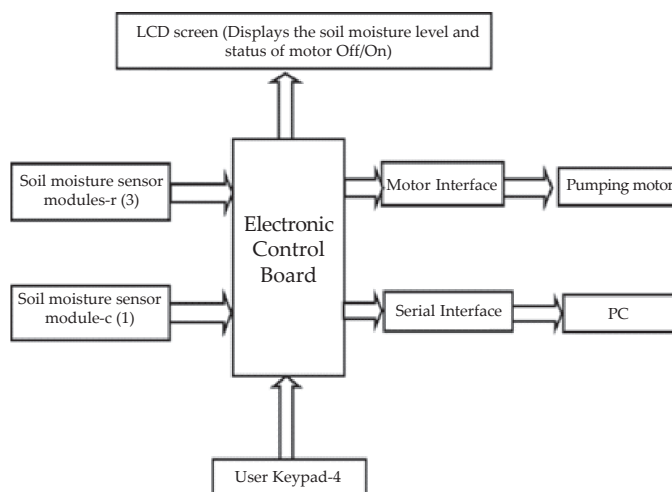 LCD screen (Displays the soil moisture level and
status of motor Off/On)
Soil moisture sensor
modules-r (3)
Electronic
Control
Board
Motor Interface
Pumping motor
Soil moisture sensor
module-c (1)
Serial Interface
PC
User Keypad-4